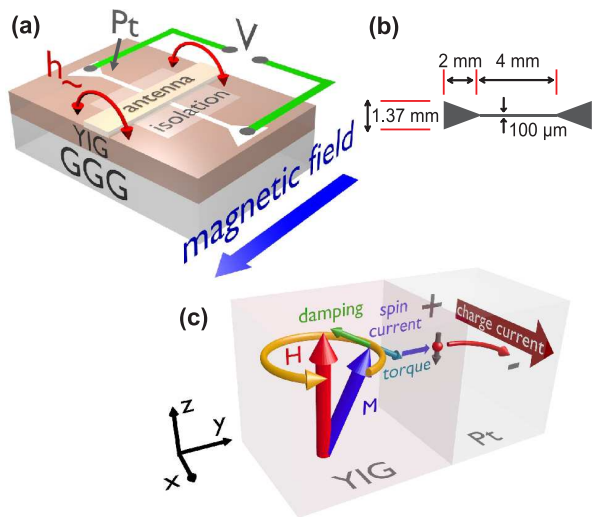 (a)
Pt
V
h~
antenna
isolation
YIG
GGG
magnetic field
(b)
2 mm
4 mm
1.37 mm
100 µm
(c)
damping
spin
current
+
charge current
H
torque
-
M
z
y
x
YIG
Pt